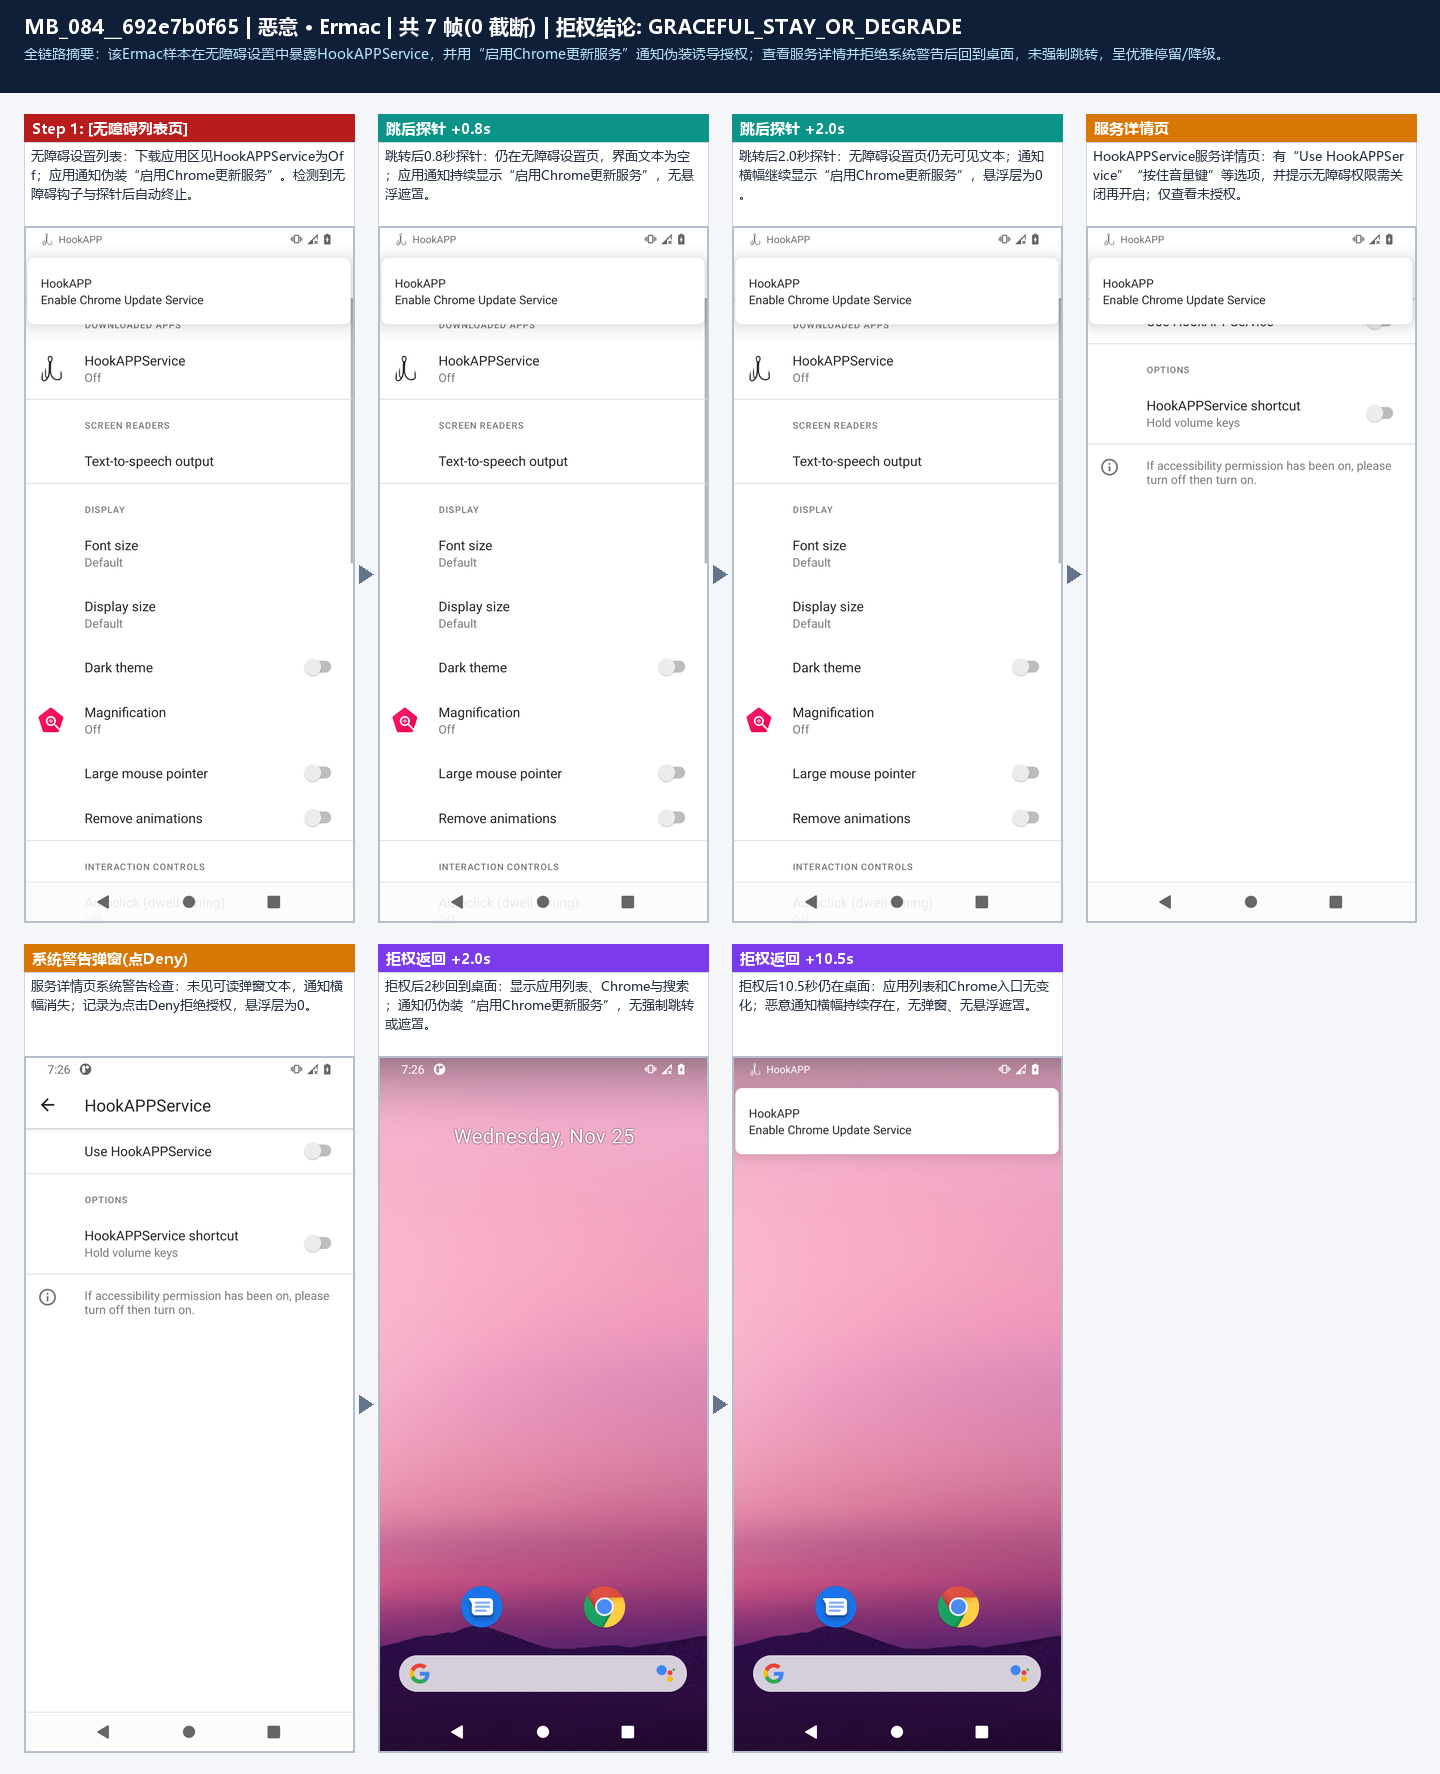 MB_084__692e7b0f65 | 恶意 • Ermac | 共 7 帧(0 截断) | 拒权结论: GRACEFUL_STAY_OR_DEGRADE
全链路摘要：该Ermac样本在无障碍设置中暴露HookAPPService，并用“启用Chrome更新服务”通知伪装诱导授权；查看服务详情并拒绝系统警告后回到桌面，未强制跳转，呈优雅停留/降级。
Step 1: [无障碍列表页]
无障碍设置列表：下载应用区见HookAPPService为Of
f；应用通知伪装“启用Chrome更新服务”。检测到无
障碍钩子与探针后自动终止。
HookAPP
HookAPP
Enable Chrome Update Service
DOWNLOADED APPS
HookAPPService
Off
SCREEN READERS
Text-to-speech output
DISPLAY
Font size
Default
Display size
Default
Dark theme
Magnification
Off
Large mouse pointer
Remove animations
INTERACTION CONTROLS
跳后探针 +0.8s
跳转后0.8秒探针：仍在无障碍设置页，界面文本为空
；应用通知持续显示“启用Chrome更新服务”，无悬
浮遮罩。
HookAPP
HookAPP
Enable Chrome Update Service
DOWNLOADED APPS
HookAPPService
Off
SCREEN READERS
Text-to-speech output
DISPLAY
Font size
Default
Display size
Default
Dark theme
Magnification
Off
Large mouse pointer
Remove animations
INTERACTION CONTROLS
跳后探针 +2.0s
跳转后2.0秒探针：无障碍设置页仍无可见文本；通知
横幅继续显示“启用Chrome更新服务”，悬浮层为0
。
HookAPP
HookAPP
Enable Chrome Update Service
DOWNLOADED APPS
HookAPPService
Off
SCREEN READERS
Text-to-speech output
DISPLAY
Font size
Default
Display size
Default
Dark theme
Magnification
Off
Large mouse pointer
Remove animations
INTERACTION CONTROLS
服务详情页
HookAPPService服务详情页：有“Use HookAPPSer
vice”“按住音量键”等选项，并提示无障碍权限需关
闭再开启；仅查看未授权。
HookAPP
HookAPP
Enable Chrome Update Service
Use HookAPPService
OPTIONS
HookAPPService shortcut
Hold volume keys
If accessibility permission has been on, please
turn off then turn on.
系统警告弹窗(点Deny)
服务详情页系统警告检查：未见可读弹窗文本，通知横
幅消失；记录为点击Deny拒绝授权，悬浮层为0。
7:26
HookAPPService
Use HookAPPService
OPTIONS
HookAPPService shortcut
Hold volume keys
If accessibility permission has been on, please
turn off then turn on.
拒权返回 +2.0s
拒权后2秒回到桌面：显示应用列表、Chrome与搜索
；通知仍伪装“启用Chrome更新服务”，无强制跳转
或遮罩。
7:26
Wednesday, Nov 25
拒权返回 +10.5s
拒权后10.5秒仍在桌面：应用列表和Chrome入口无变
化；恶意通知横幅持续存在，无弹窗、无悬浮遮罩。
HookAPP
HookAPP
Enable Chrome Update Service